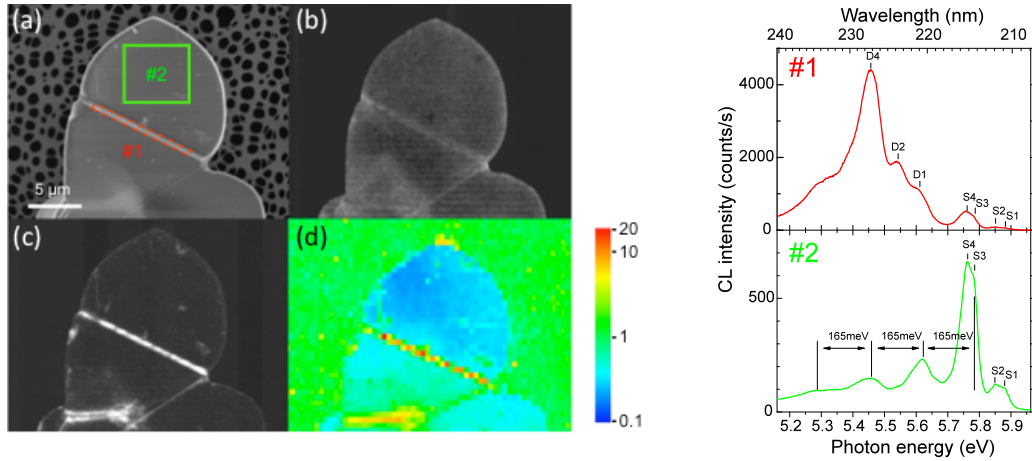 (a)
#2
#1
5 µm
(b)
(c)
(d)
20
10
1
0.1
Wavelength (nm)
240 230 220 210
#1
D4
D2
D1
S4
S3
S2
S1
4000
2000
0
CL intensity (counts/s)
#2
S4
S3
165meV 165meV 165meV
S2
S1
500
0
5.2 5.3 5.4 5.5 5.6 5.7 5.8 5.9
Photon energy (eV)